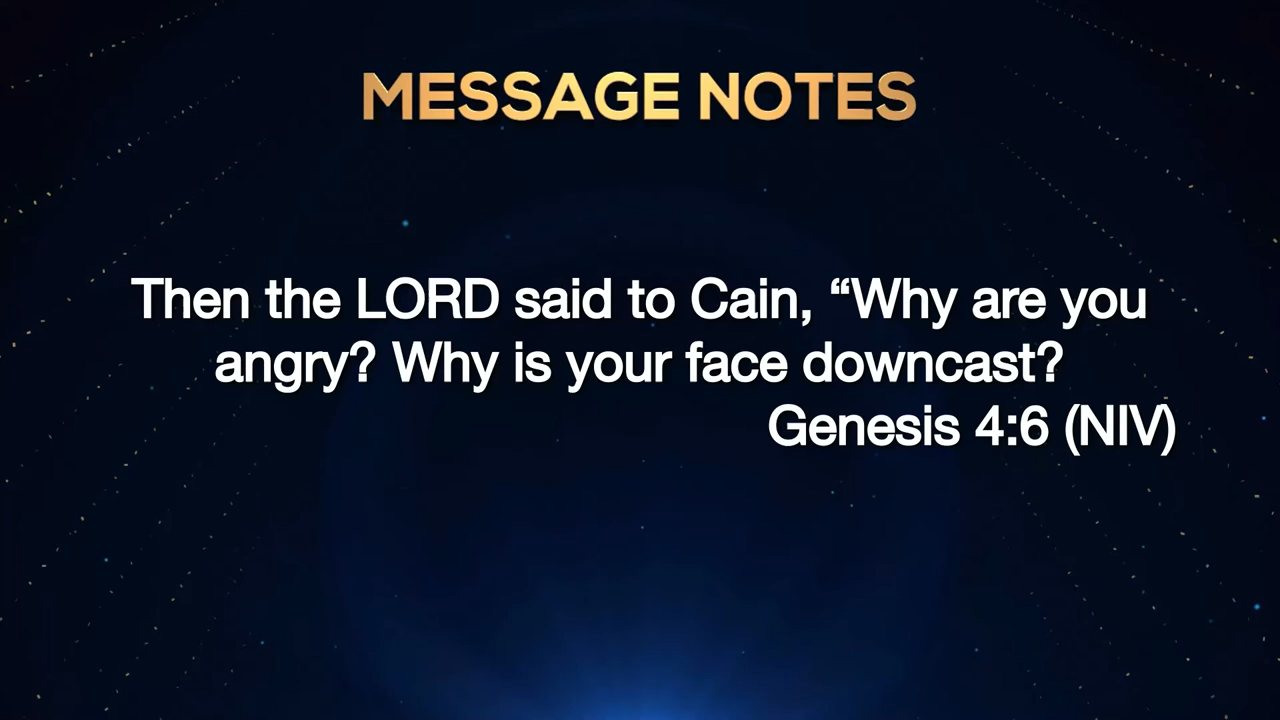 MESSAGE NOTES
Then the LORD said to Cain, “Why are you
angry? Why is your face downcast?
Genesis 4:6 (NIV)